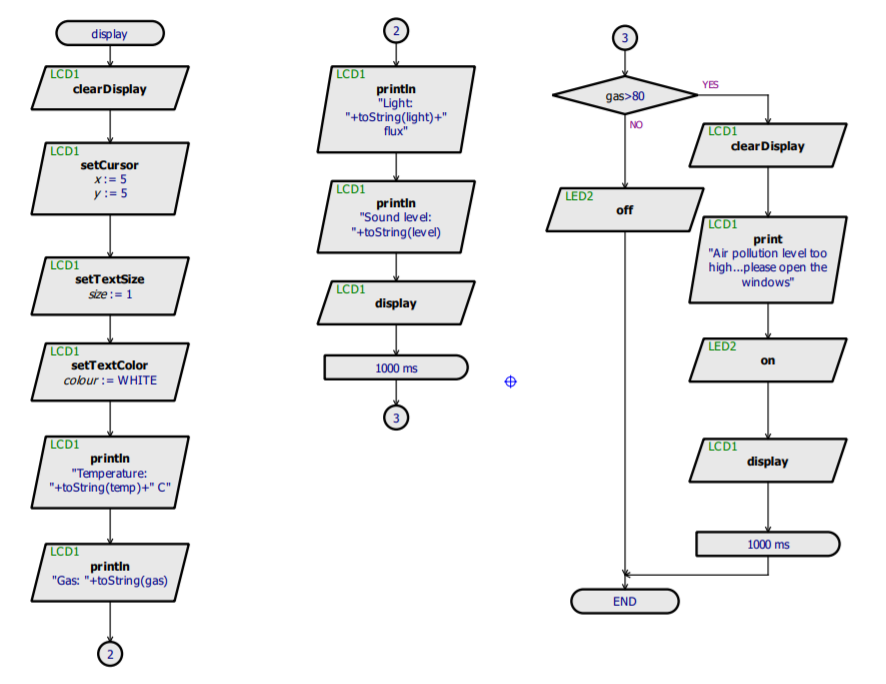 display
LCD1
clearDisplay
LCD1
setCursor
x := 5
y := 5
LCD1
setTextSize
size := 1
LCD1
setTextColor
colour := WHITE
LCD1
println
"Temperature:
"+toString(temp)+" C"
LCD1
println
"Gas: "+toString(gas)
2
2
LCD1
println
"Light:
"+toString(light)+"
flux"
LCD1
println
"Sound level:
"+toString(level)
LCD1
display
1000 ms
3
3
gas>80
YES
NO
LED2
off
LCD1
clearDisplay
LCD1
print
"Air pollution level too
high...please open the
windows"
LED2
on
LCD1
display
1000 ms
END